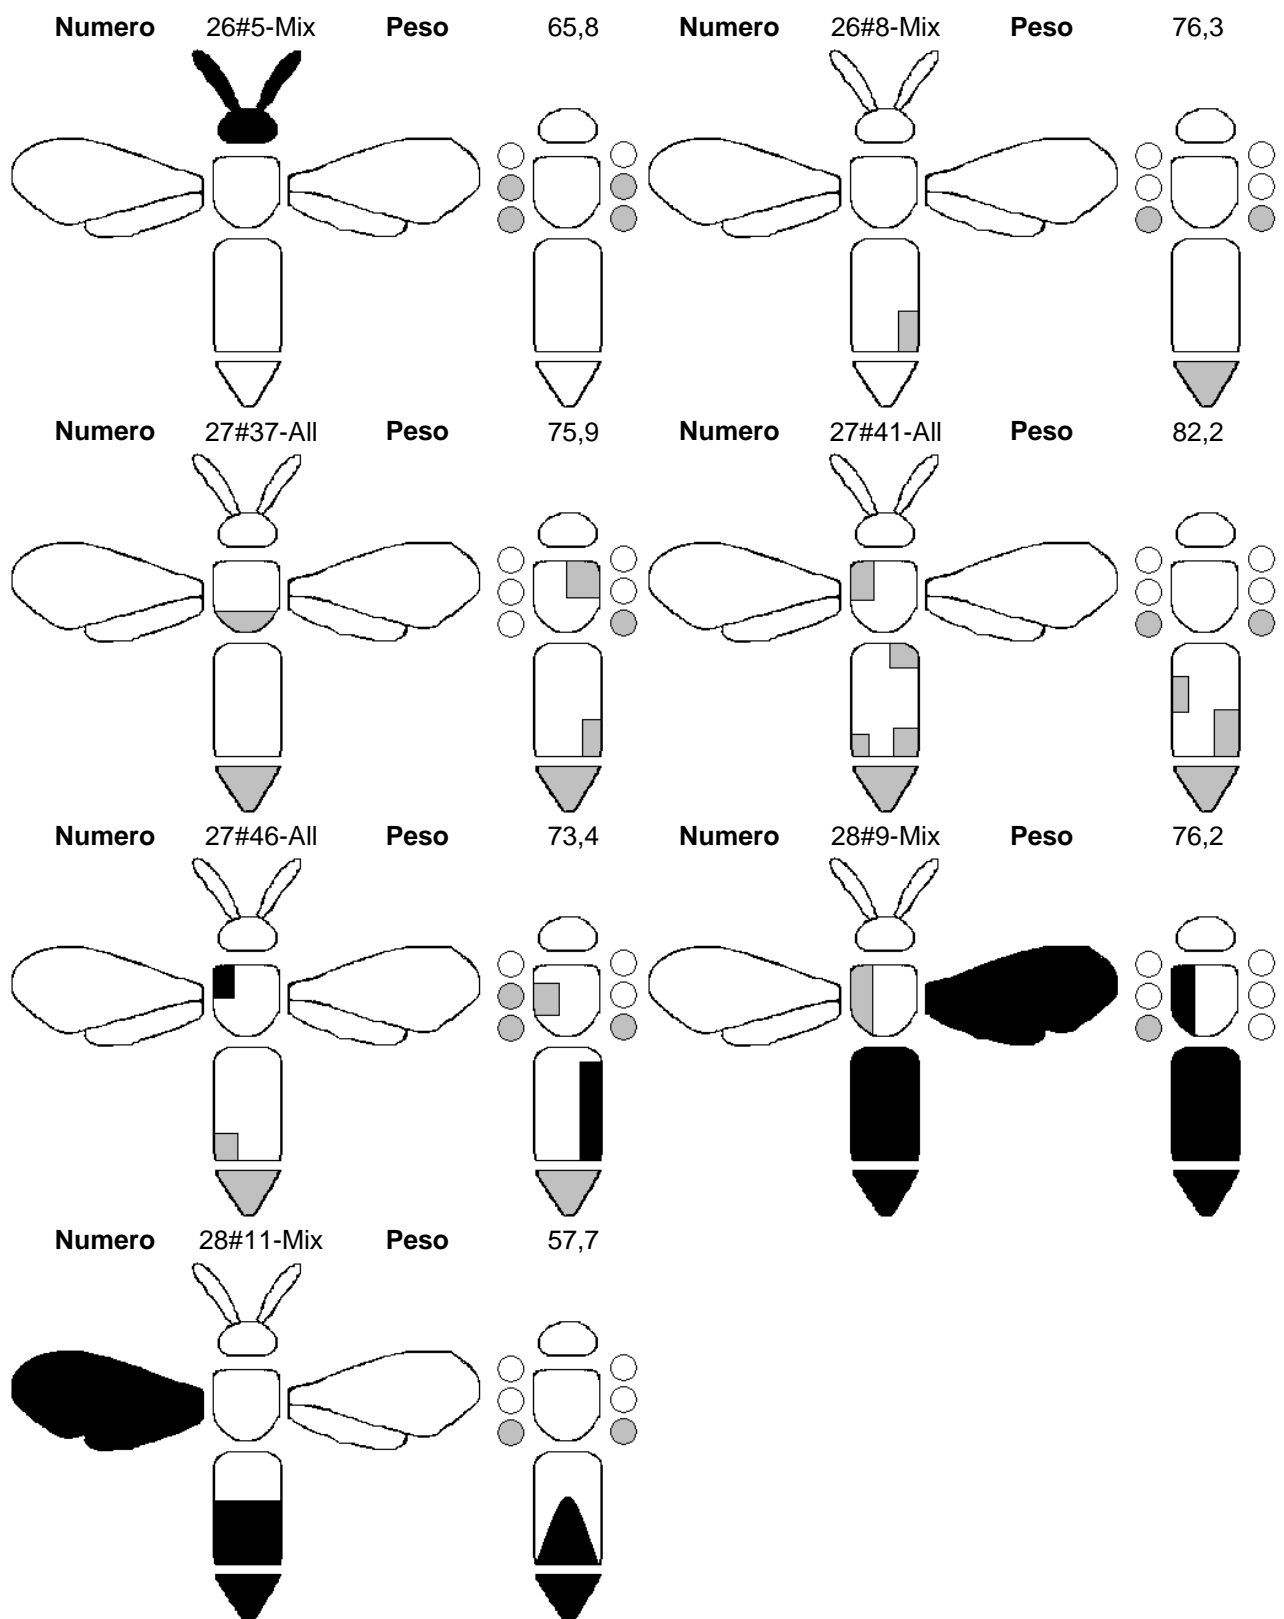 Numero 26#5-Mix Peso 65,8 Numero 26#8-Mix Peso 76,3
Numero 27#37-All Peso 75,9 Numero 27#41-All Peso 82,2
Numero 27#46-All Peso 73,4 Numero 28#9-Mix Peso 76,2
Numero 28#11-Mix Peso 57,7